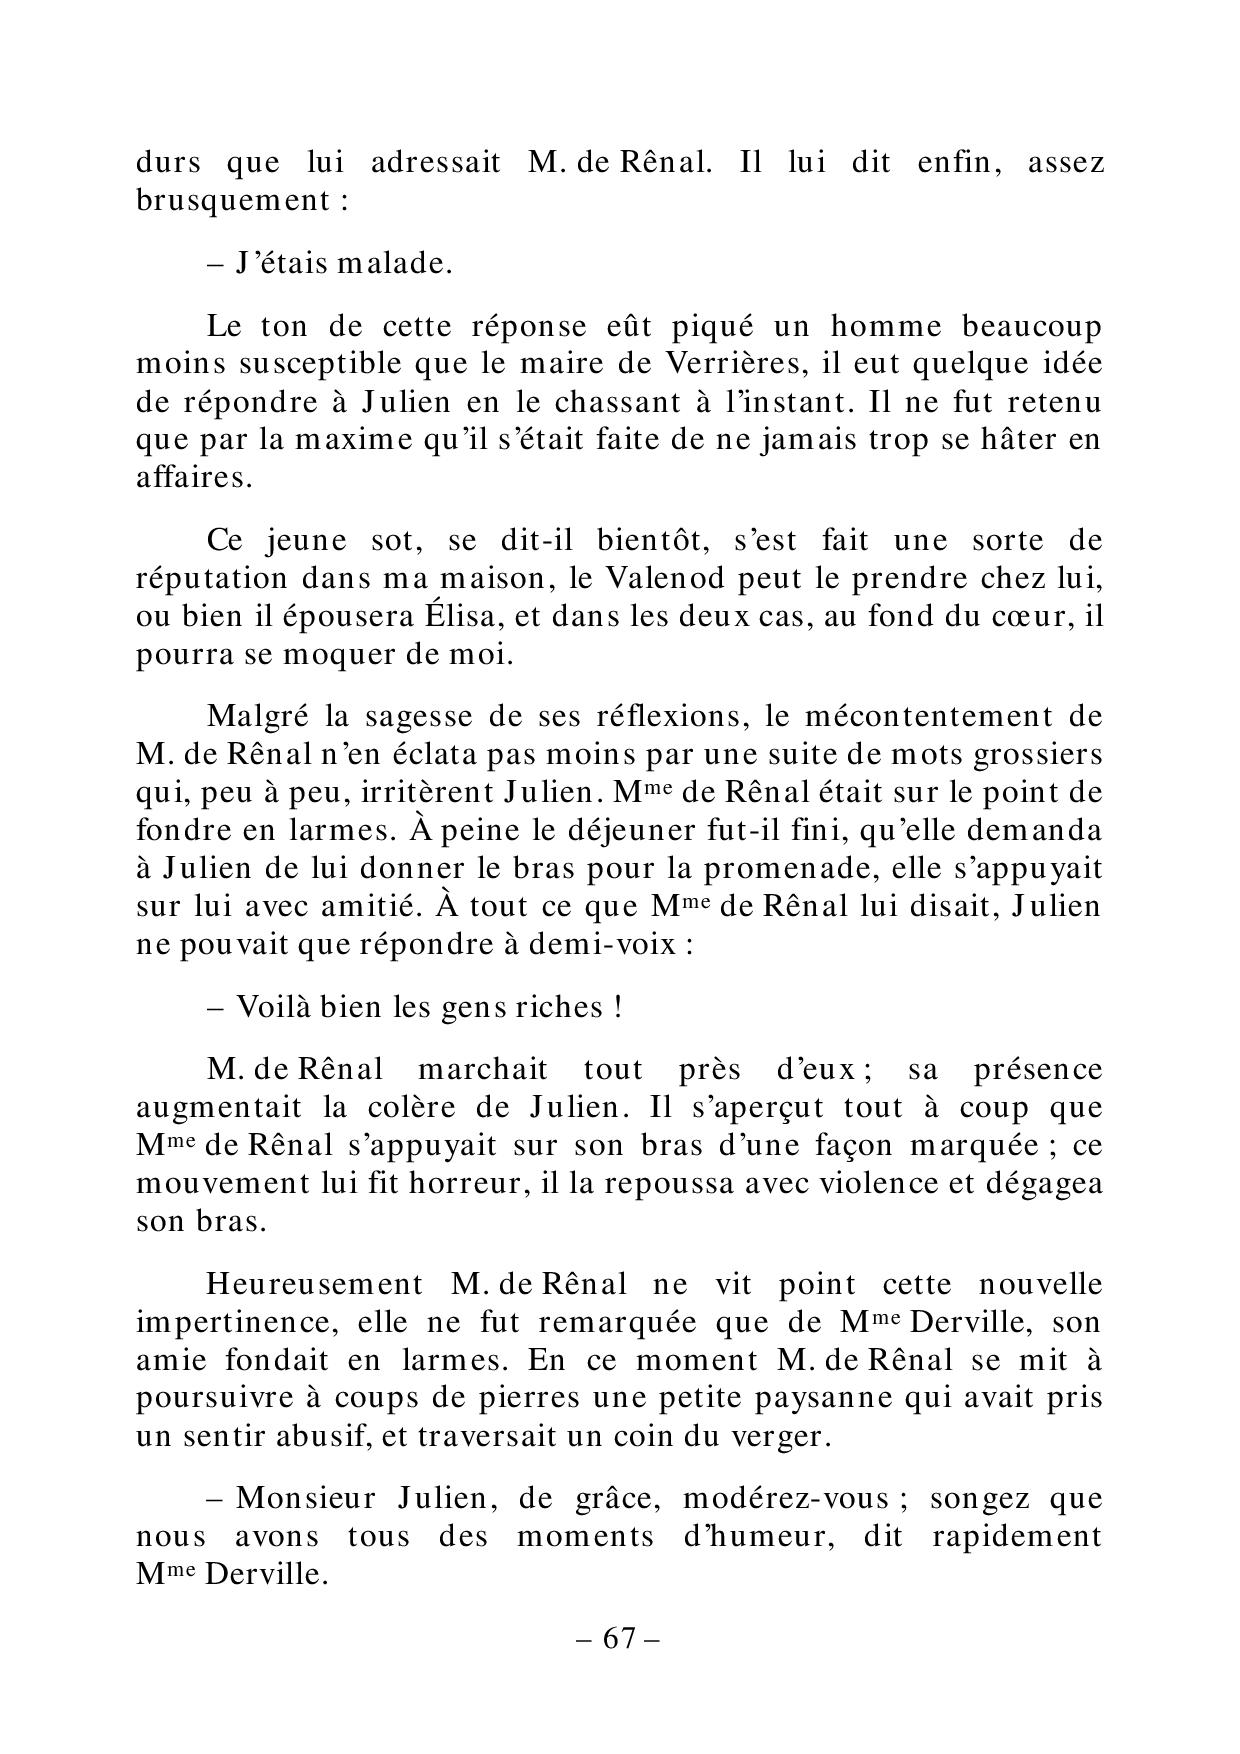 durs que lui adressait M. de Rênal. Il lui dit enfin, assez
brusquement :
– J’étais malade.
Le ton de cette réponse eût piqué un homme beaucoup
moins susceptible que le maire de Verrières, il eut quelque idée
de répondre à Julien en le chassant à l’instant. Il ne fut retenu
que par la maxime qu’il s’était faite de ne jamais trop se hâter en
affaires.
Ce jeune sot, se dit-il bientôt, s’est fait une sorte de
réputation dans ma maison, le Valenod peut le prendre chez lui,
ou bien il épousera Élisa, et dans les deux cas, au fond du cœur, il
pourra se moquer de moi.
Malgré la sagesse de ses réflexions, le mécontentement de
M. de Rênal n’en éclata pas moins par une suite de mots grossiers
qui, peu à peu, irritèrent Julien. Mme de Rênal était sur le point de
fondre en larmes. À peine le déjeuner fut-il fini, qu’elle demanda
à Julien de lui donner le bras pour la promenade, elle s’appuyait
sur lui avec amitié. À tout ce que Mme de Rênal lui disait, Julien
ne pouvait que répondre à demi-voix :
– Voilà bien les gens riches !
M. de Rênal marchait tout près d’eux ; sa présence
augmentait la colère de Julien. Il s’aperçut tout à coup que
Mme de Rênal s’appuyait sur son bras d’une façon marquée ; ce
mouvement lui fit horreur, il la repoussa avec violence et dégagea
son bras.
Heureusement M. de Rênal ne vit point cette nouvelle
impertinence, elle ne fut remarquée que de Mme Derville, son
amie fondait en larmes. En ce moment M. de Rênal se mit à
poursuivre à coups de pierres une petite paysanne qui avait pris
un sentir abusif, et traversait un coin du verger.
– Monsieur Julien, de grâce, modérez-vous ; songez que
nous avons tous des moments d’humeur, dit rapidement
Mme Derville.
– 67 –